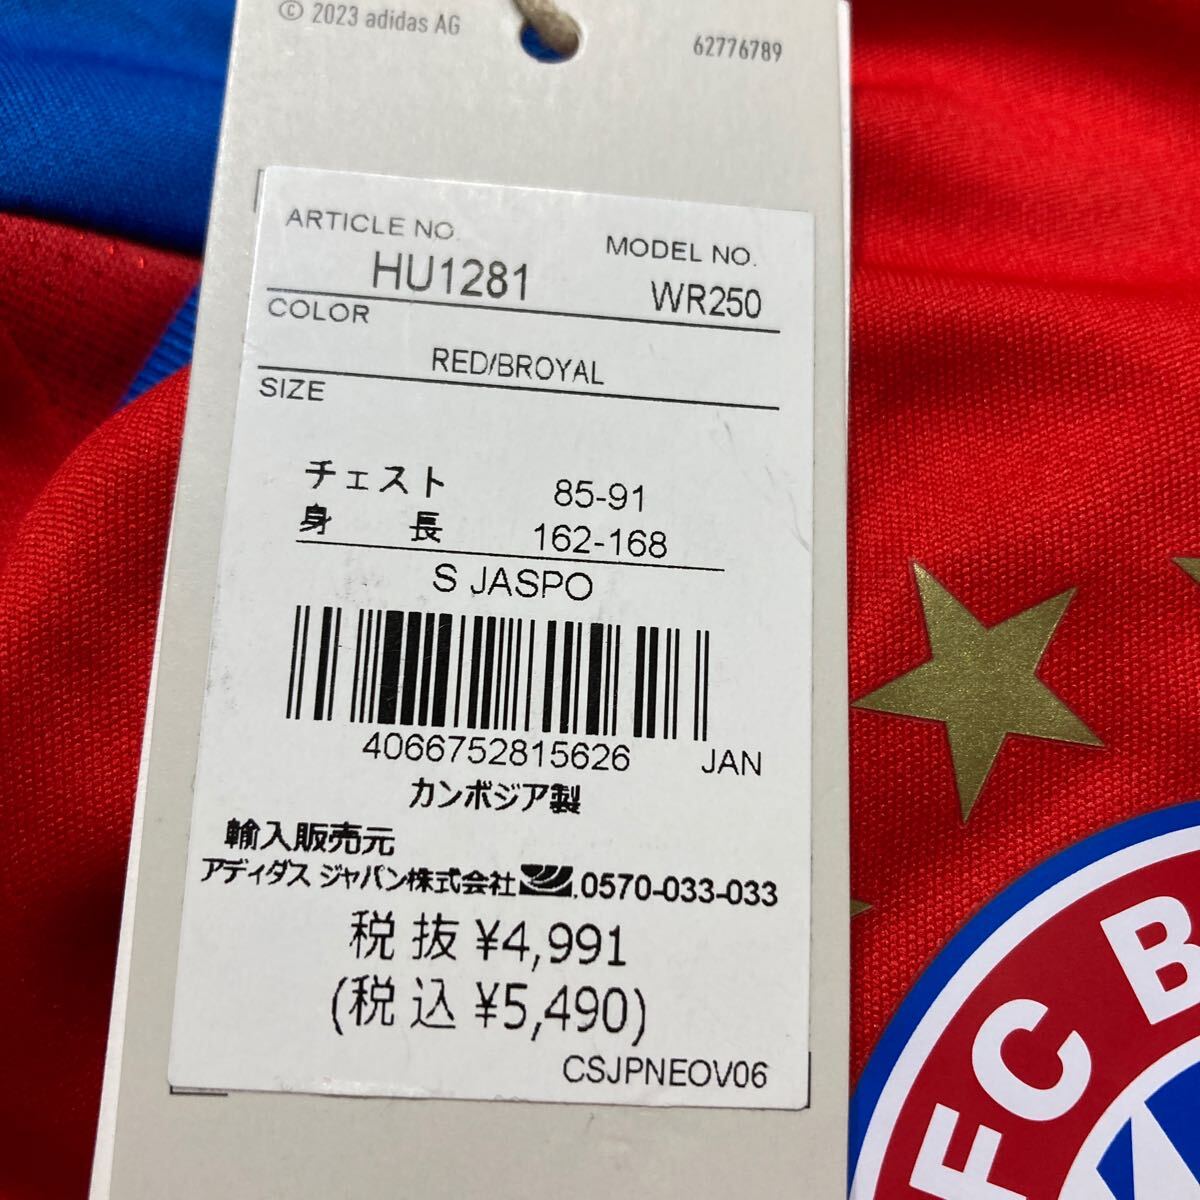 © 2023 adidas AG
62776789
ARTICLE NO.
MODEL NO.
HU1281
WR250
COLOR
RED/BROYAL
SIZE
チェスト 85-91
身長 162-168
S JASPO
4066752815626 JAN
カンボジア製
輸入販売元
アディダス ジャパン株式会社 .0570-033-033
税抜 ¥4,991
(税込 ¥5,490)
CSJPNEOV06
FC B